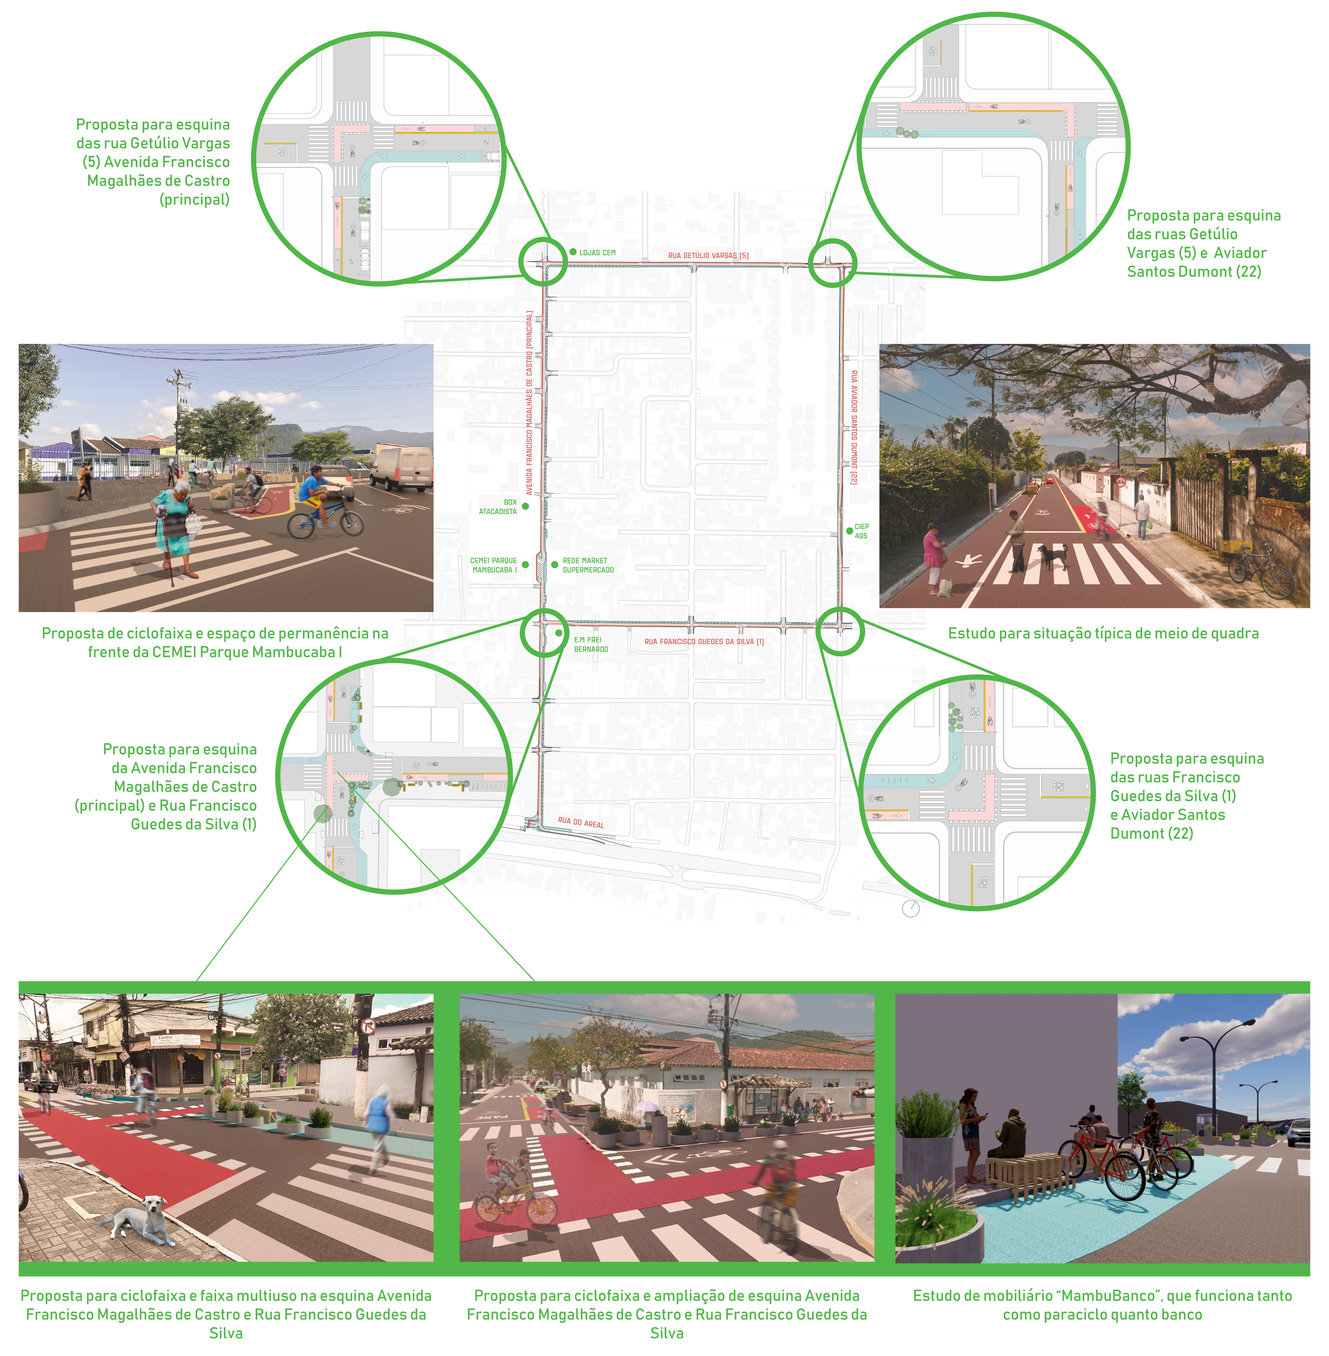 Proposta para esquina
das rua Getúlio Vargas
(5) Avenida Francisco
Magalhães de Castro
(principal)
Proposta para esquina
das ruas Getúlio
Vargas (5) e Aviador
Santos Dumont (22)
LOJAS CEM
RUA GETÚLIO VARGAS (5)
AVENIDA FRANCISCO MAGALHÃES DE CASTRO (PRINCIPAL)
RUA AVIADOR SANTOS DUMONT (22)
BOX
ATACADISTA
CIEP
495
CEMEI PARQUE
MAMBUCABA I
REDE MARKET
SUPERMERCADO
E.M FREI
BERNARDO
RUA FRANCISCO GUEDES DA SILVA (1)
RUA DO AREAL
Proposta de ciclofaixa e espaço de permanência na
frente da CEMEI Parque Mambucaba I
Estudo para situação típica de meio de quadra
Proposta para esquina
da Avenida Francisco
Magalhães de Castro
(principal) e Rua Francisco
Guedes da Silva (1)
Proposta para esquina
das ruas Francisco
Guedes da Silva (1)
e Aviador Santos
Dumont (22)
Proposta para ciclofaixa e faixa multiuso na esquina Avenida
Francisco Magalhães de Castro e Rua Francisco Guedes da
Silva
Proposta para ciclofaixa e ampliação de esquina Avenida
Francisco Magalhães de Castro e Rua Francisco Guedes da
Silva
Estudo de mobiliário “MambuBanco”, que funciona tanto
como paraciclo quanto banco